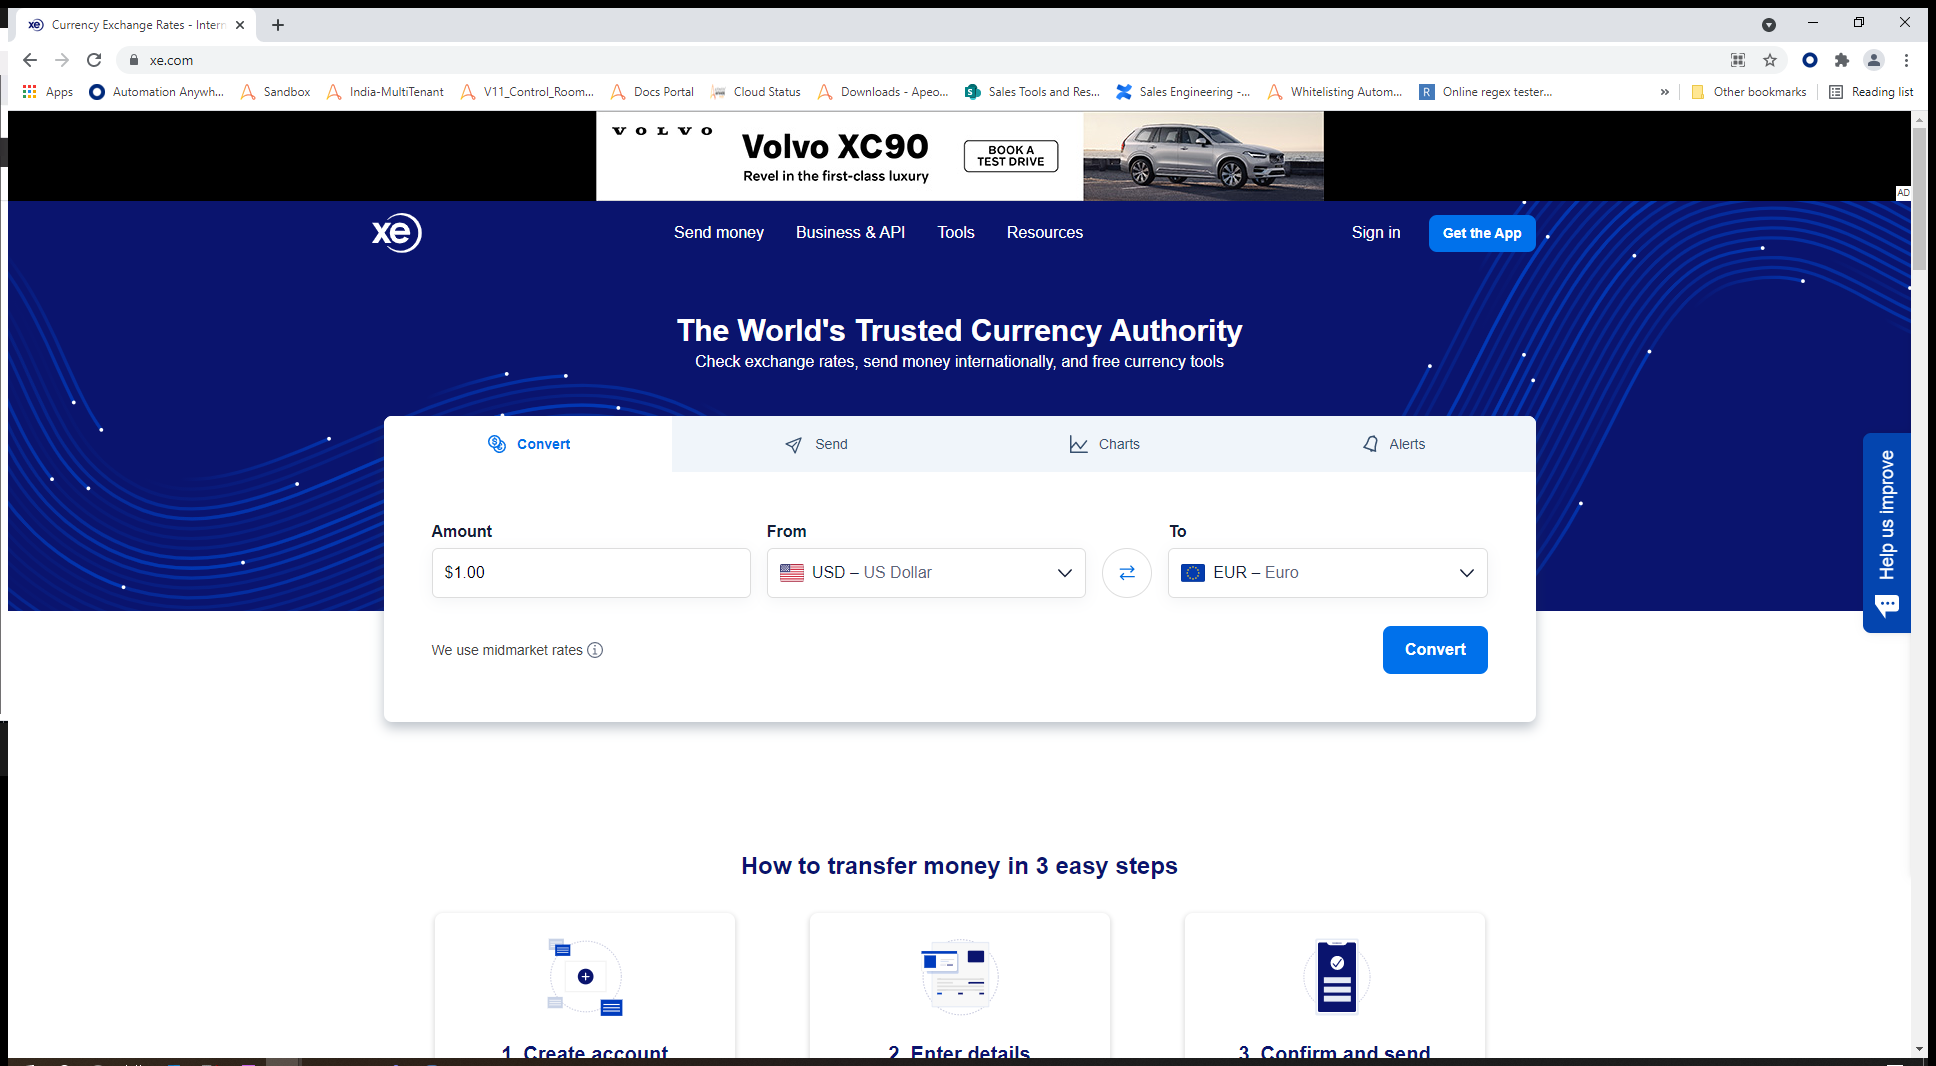 xe Currency Exchange Rates - Intern
xe.com
Apps Automation Anywh... Sandbox India-MultiTenant V11_Control_Room... Docs Portal Cloud Status Downloads - Apeo... Sales Tools and Res... Sales Engineering -... Whitelisting Autom... R Online regex tester... » Other bookmarks Reading list
VOLVO
Volvo XC90
Revel in the first-class luxury
BOOK A
TEST DRIVE
AD
xe Send money Business & API Tools Resources Sign in Get the App
The World's Trusted Currency Authority
Check exchange rates, send money internationally, and free currency tools
Convert Send Charts Alerts
Amount From To
$1.00 USD – US Dollar EUR – Euro
We use midmarket rates Convert
Help us improve
How to transfer money in 3 easy steps
1. Create account 2. Enter details 3. Confirm and send